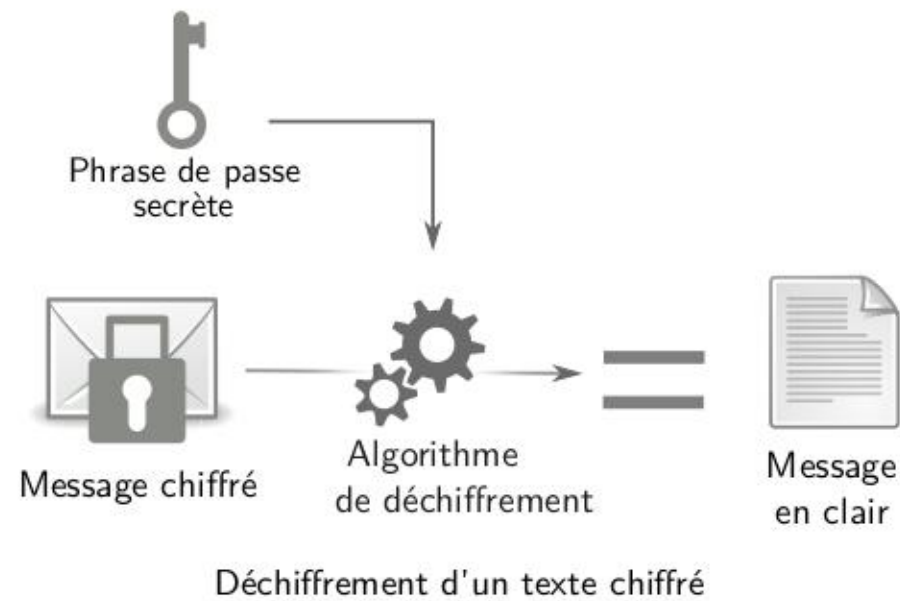 Phrase de passe
secrète
Message chiffré
Algorithme
de déchiffrement
Message
en clair
Déchiffrement d'un texte chiffré